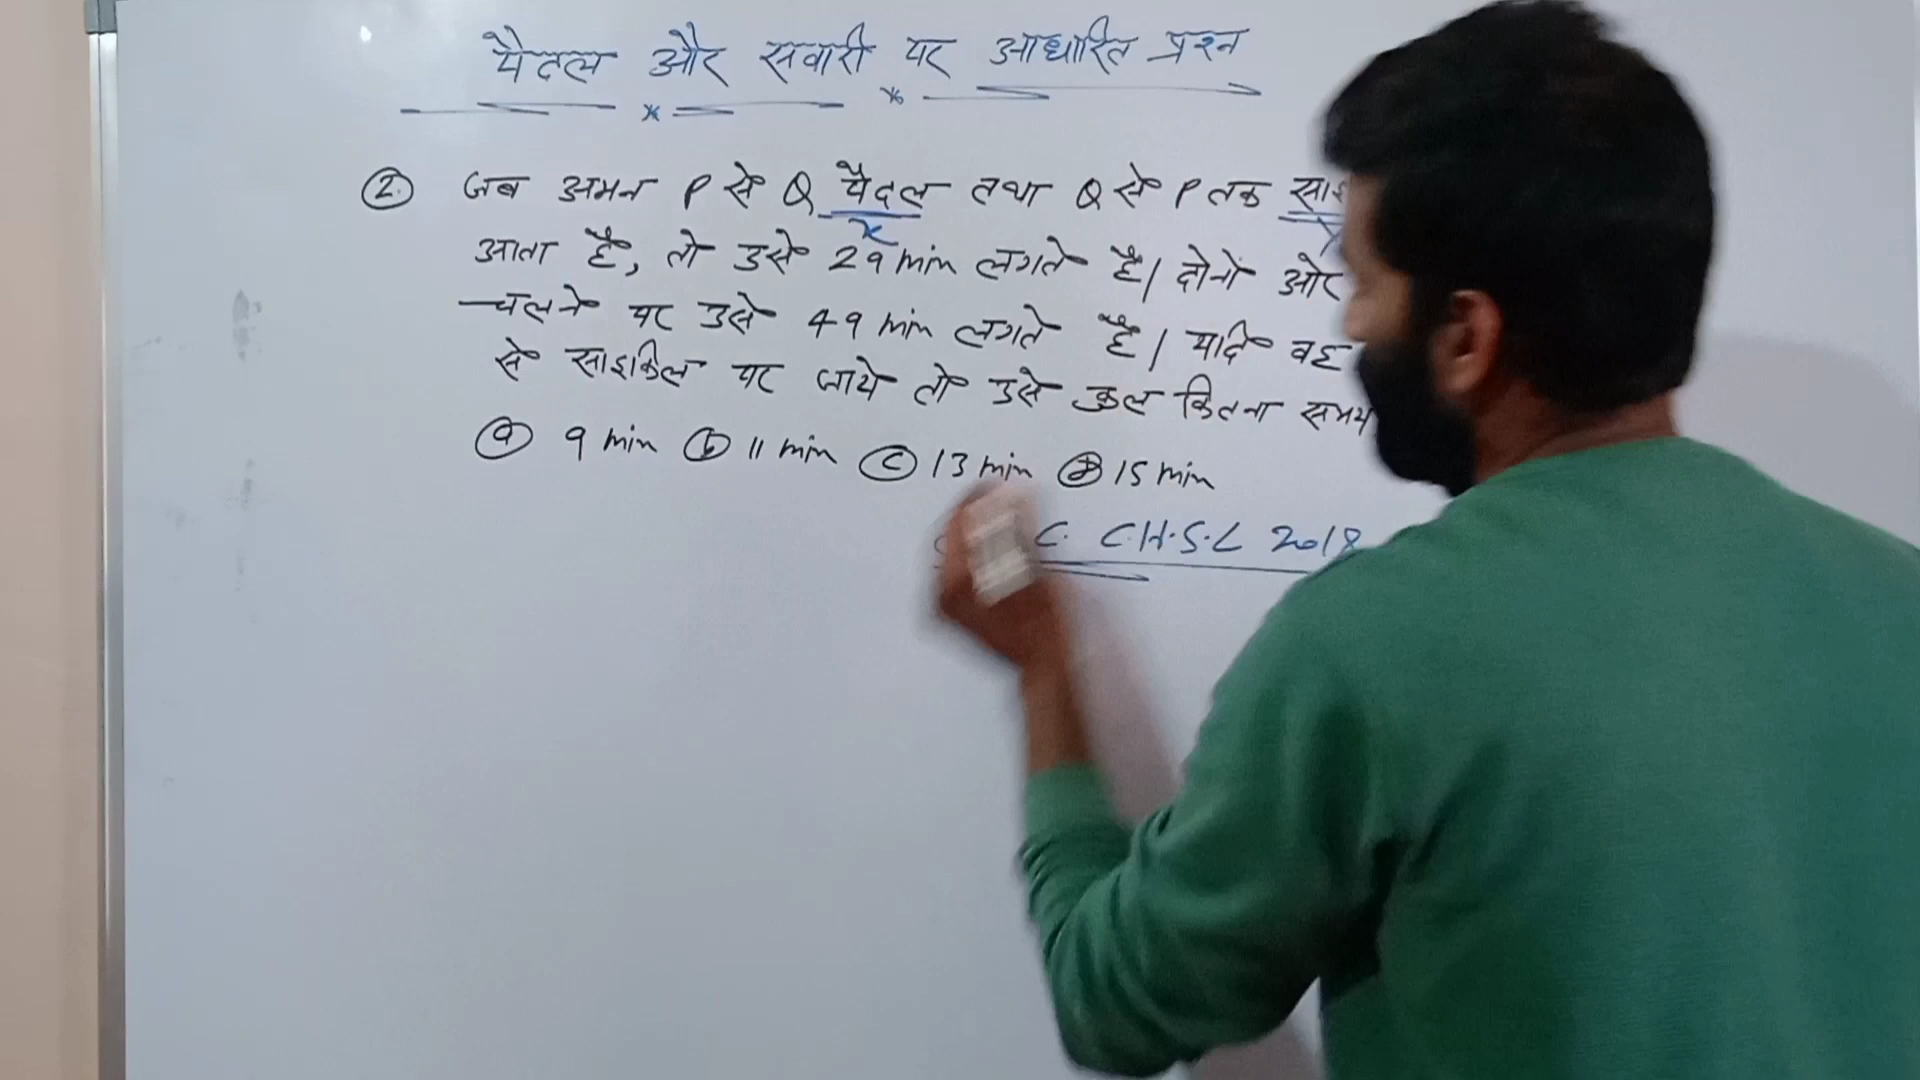 पैदल और सवारी पर आधारित प्रश्न
② जब अमन P से Q पैदल तथा Q से P तक
x
आता है, तो उसे 29 min लगते है। दोनों ओर
चलने पर उसे 49 min लगते है। यदि वह
से साइकिल पर जाये तो उसे कुल कितना समय
ⓐ 9 min ⓑ 11 min ⓒ 13 min ⓓ 15 min
C. C.H.S.L 2018